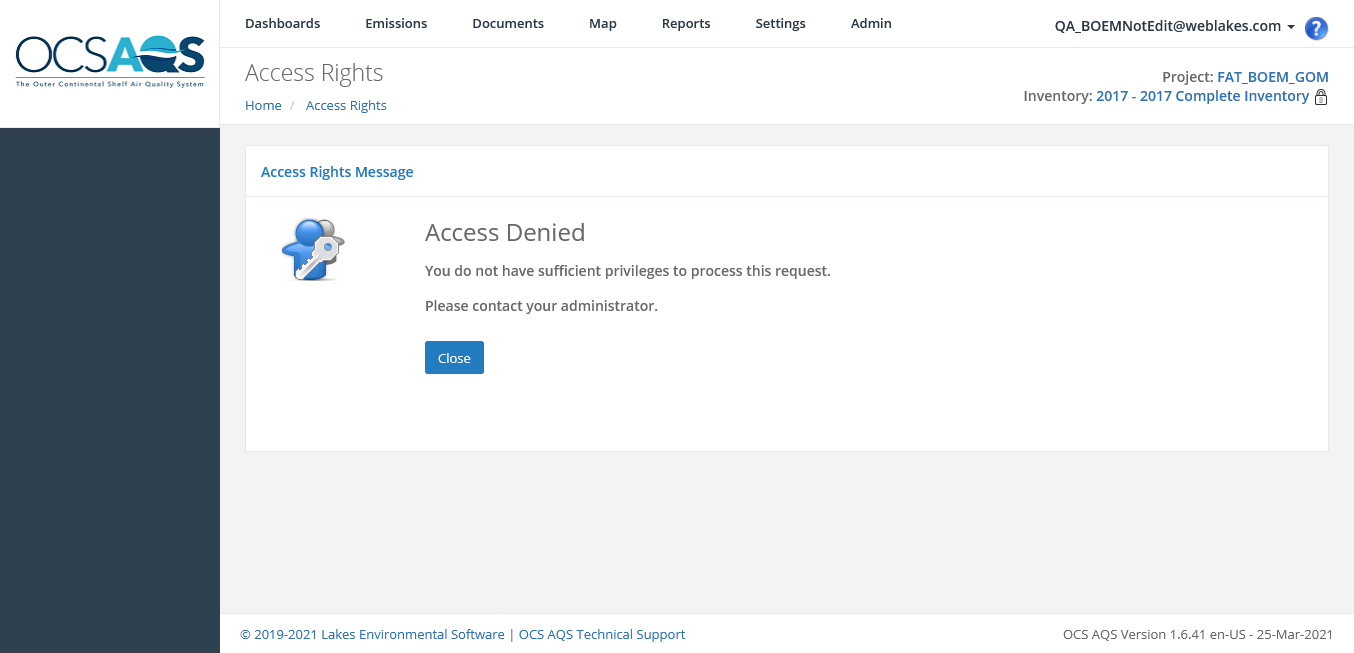 OCSAQS
The Outer Continental Shelf Air Quality System
Dashboards Emissions Documents Map Reports Settings Admin
QA_BOEMNotEdit@weblakes.com ?
Access Rights
Home / Access Rights
Project: FAT_BOEM_GOM
Inventory: 2017 - 2017 Complete Inventory
Access Rights Message
Access Denied
You do not have sufficient privileges to process this request.
Please contact your administrator.
Close
© 2019-2021 Lakes Environmental Software | OCS AQS Technical Support
OCS AQS Version 1.6.41 en-US - 25-Mar-2021